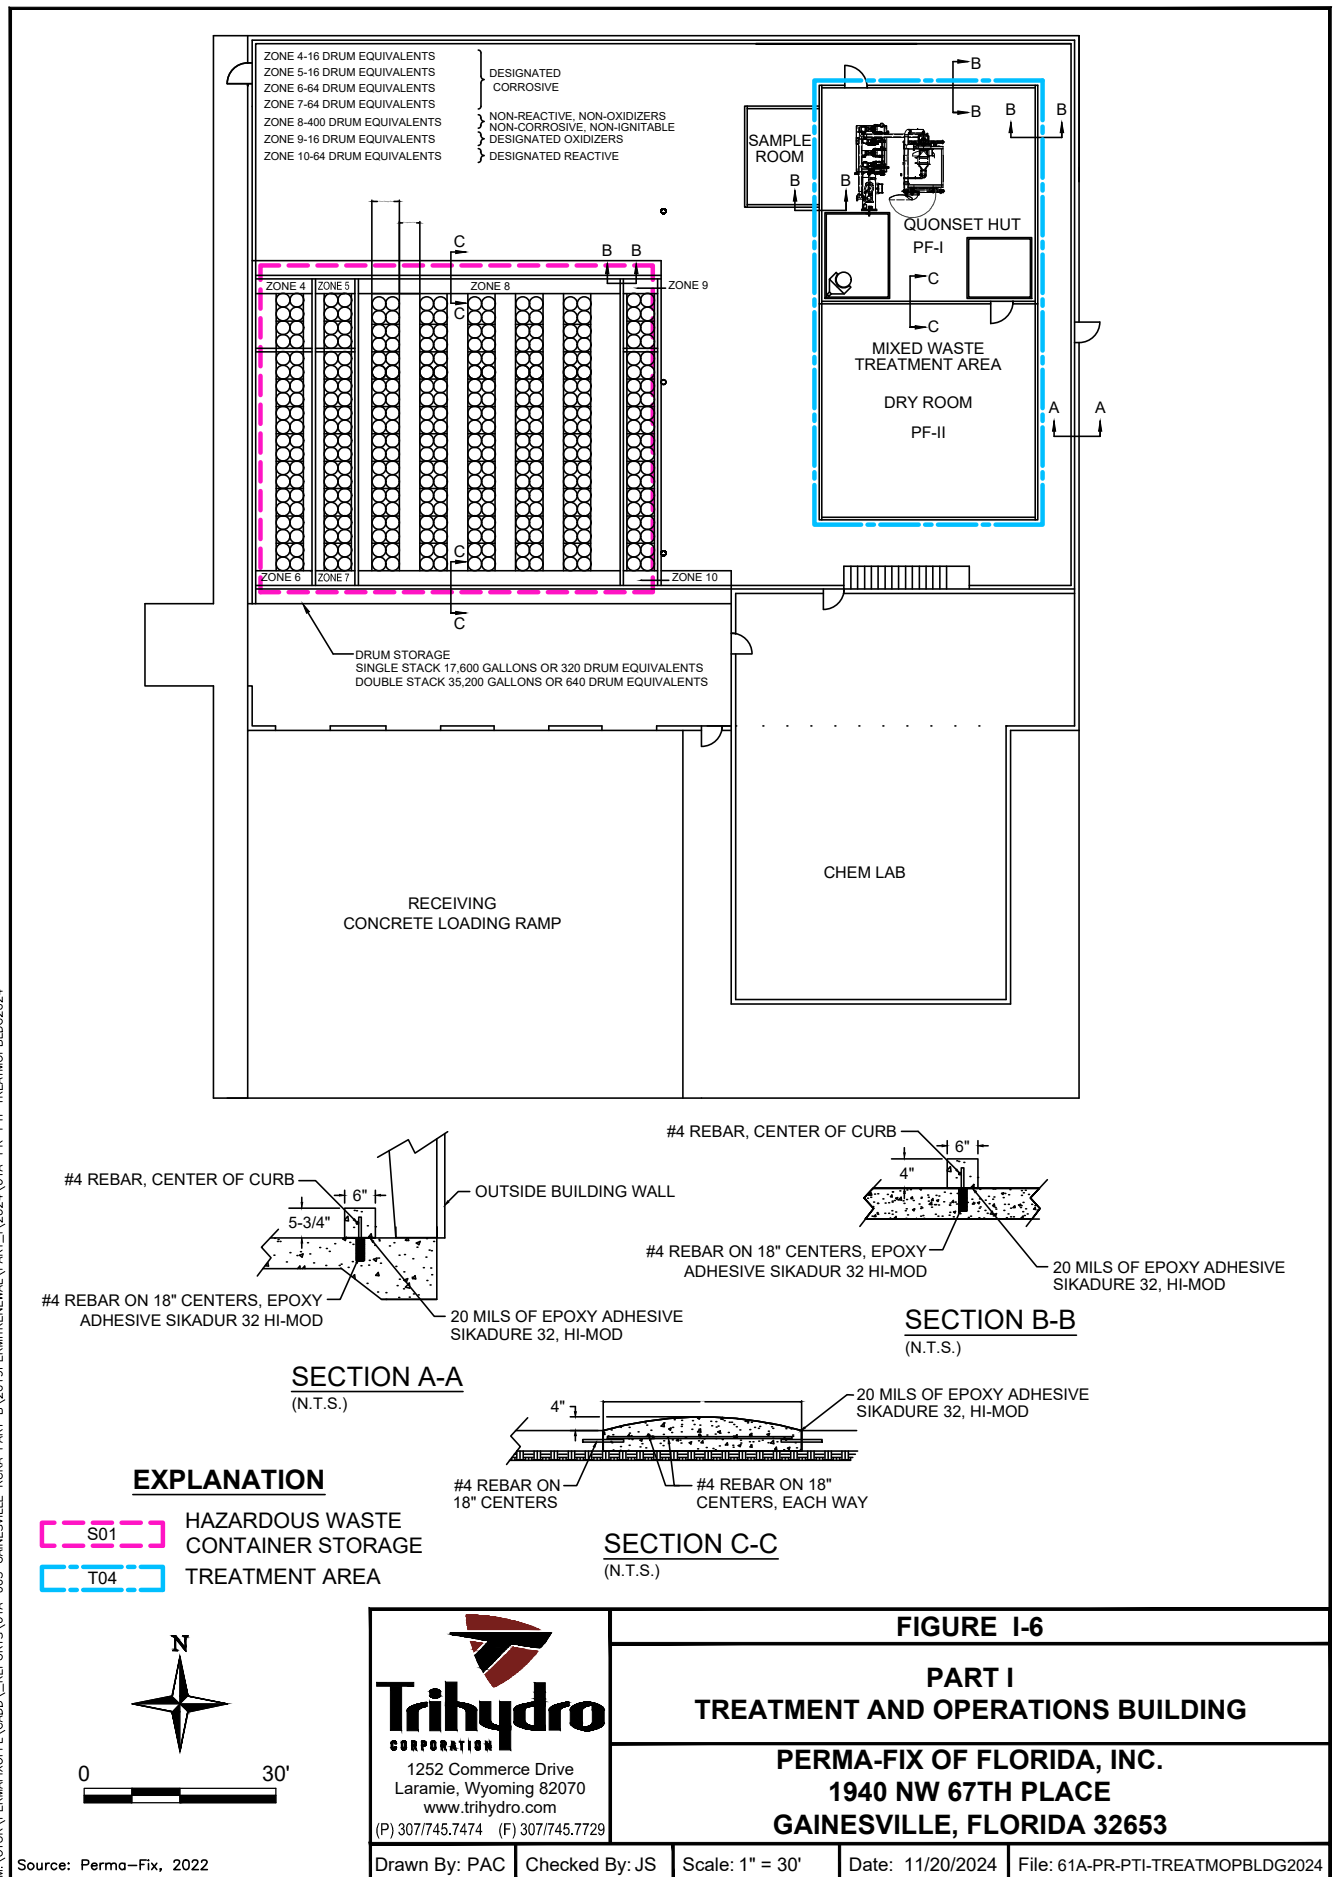 ZONE 4-16 DRUM EQUIVALENTS
ZONE 5-16 DRUM EQUIVALENTS
ZONE 6-64 DRUM EQUIVALENTS
ZONE 7-64 DRUM EQUIVALENTS
DESIGNATED
CORROSIVE
ZONE 8-400 DRUM EQUIVALENTS
NON-REACTIVE, NON-OXIDIZERS
NON-CORROSIVE, NON-IGNITABLE
ZONE 9-16 DRUM EQUIVALENTS
DESIGNATED OXIDIZERS
ZONE 10-64 DRUM EQUIVALENTS
DESIGNATED REACTIVE
B
B
B
B
SAMPLE
ROOM
B
B
QUONSET HUT
PF-I
C
C
MIXED WASTE
TREATMENT AREA
DRY ROOM
PF-II
A
A
C
B
B
ZONE 4
ZONE 5
ZONE 8
ZONE 9
C
C
ZONE 6
ZONE 7
ZONE 10
C
DRUM STORAGE
SINGLE STACK 17,600 GALLONS OR 320 DRUM EQUIVALENTS
DOUBLE STACK 35,200 GALLONS OR 640 DRUM EQUIVALENTS
CHEM LAB
RECEIVING
CONCRETE LOADING RAMP
#4 REBAR, CENTER OF CURB
6"
5-3/4"
OUTSIDE BUILDING WALL
#4 REBAR ON 18" CENTERS, EPOXY
ADHESIVE SIKADUR 32 HI-MOD
20 MILS OF EPOXY ADHESIVE
SIKADURE 32, HI-MOD
SECTION A-A
(N.T.S.)
#4 REBAR, CENTER OF CURB
6"
4"
#4 REBAR ON 18" CENTERS, EPOXY
ADHESIVE SIKADUR 32 HI-MOD
20 MILS OF EPOXY ADHESIVE
SIKADURE 32, HI-MOD
SECTION B-B
(N.T.S.)
4"
20 MILS OF EPOXY ADHESIVE
SIKADURE 32, HI-MOD
#4 REBAR ON
18" CENTERS
#4 REBAR ON 18"
CENTERS, EACH WAY
SECTION C-C
(N.T.S.)
EXPLANATION
S01
HAZARDOUS WASTE
CONTAINER STORAGE
T04
TREATMENT AREA
N
0
30'
Source: Perma-Fix, 2022
Trihydro
CORPORATION
1252 Commerce Drive
Laramie, Wyoming 82070
www.trihydro.com
(P) 307/745.7474 (F) 307/745.7729
FIGURE I-6
PART I
TREATMENT AND OPERATIONS BUILDING
PERMA-FIX OF FLORIDA, INC.
1940 NW 67TH PLACE
GAINESVILLE, FLORIDA 32653
Drawn By: PAC
Checked By: JS
Scale: 1" = 30'
Date: 11/20/2024
File: 61A-PR-PTI-TREATMOPBLDG2024